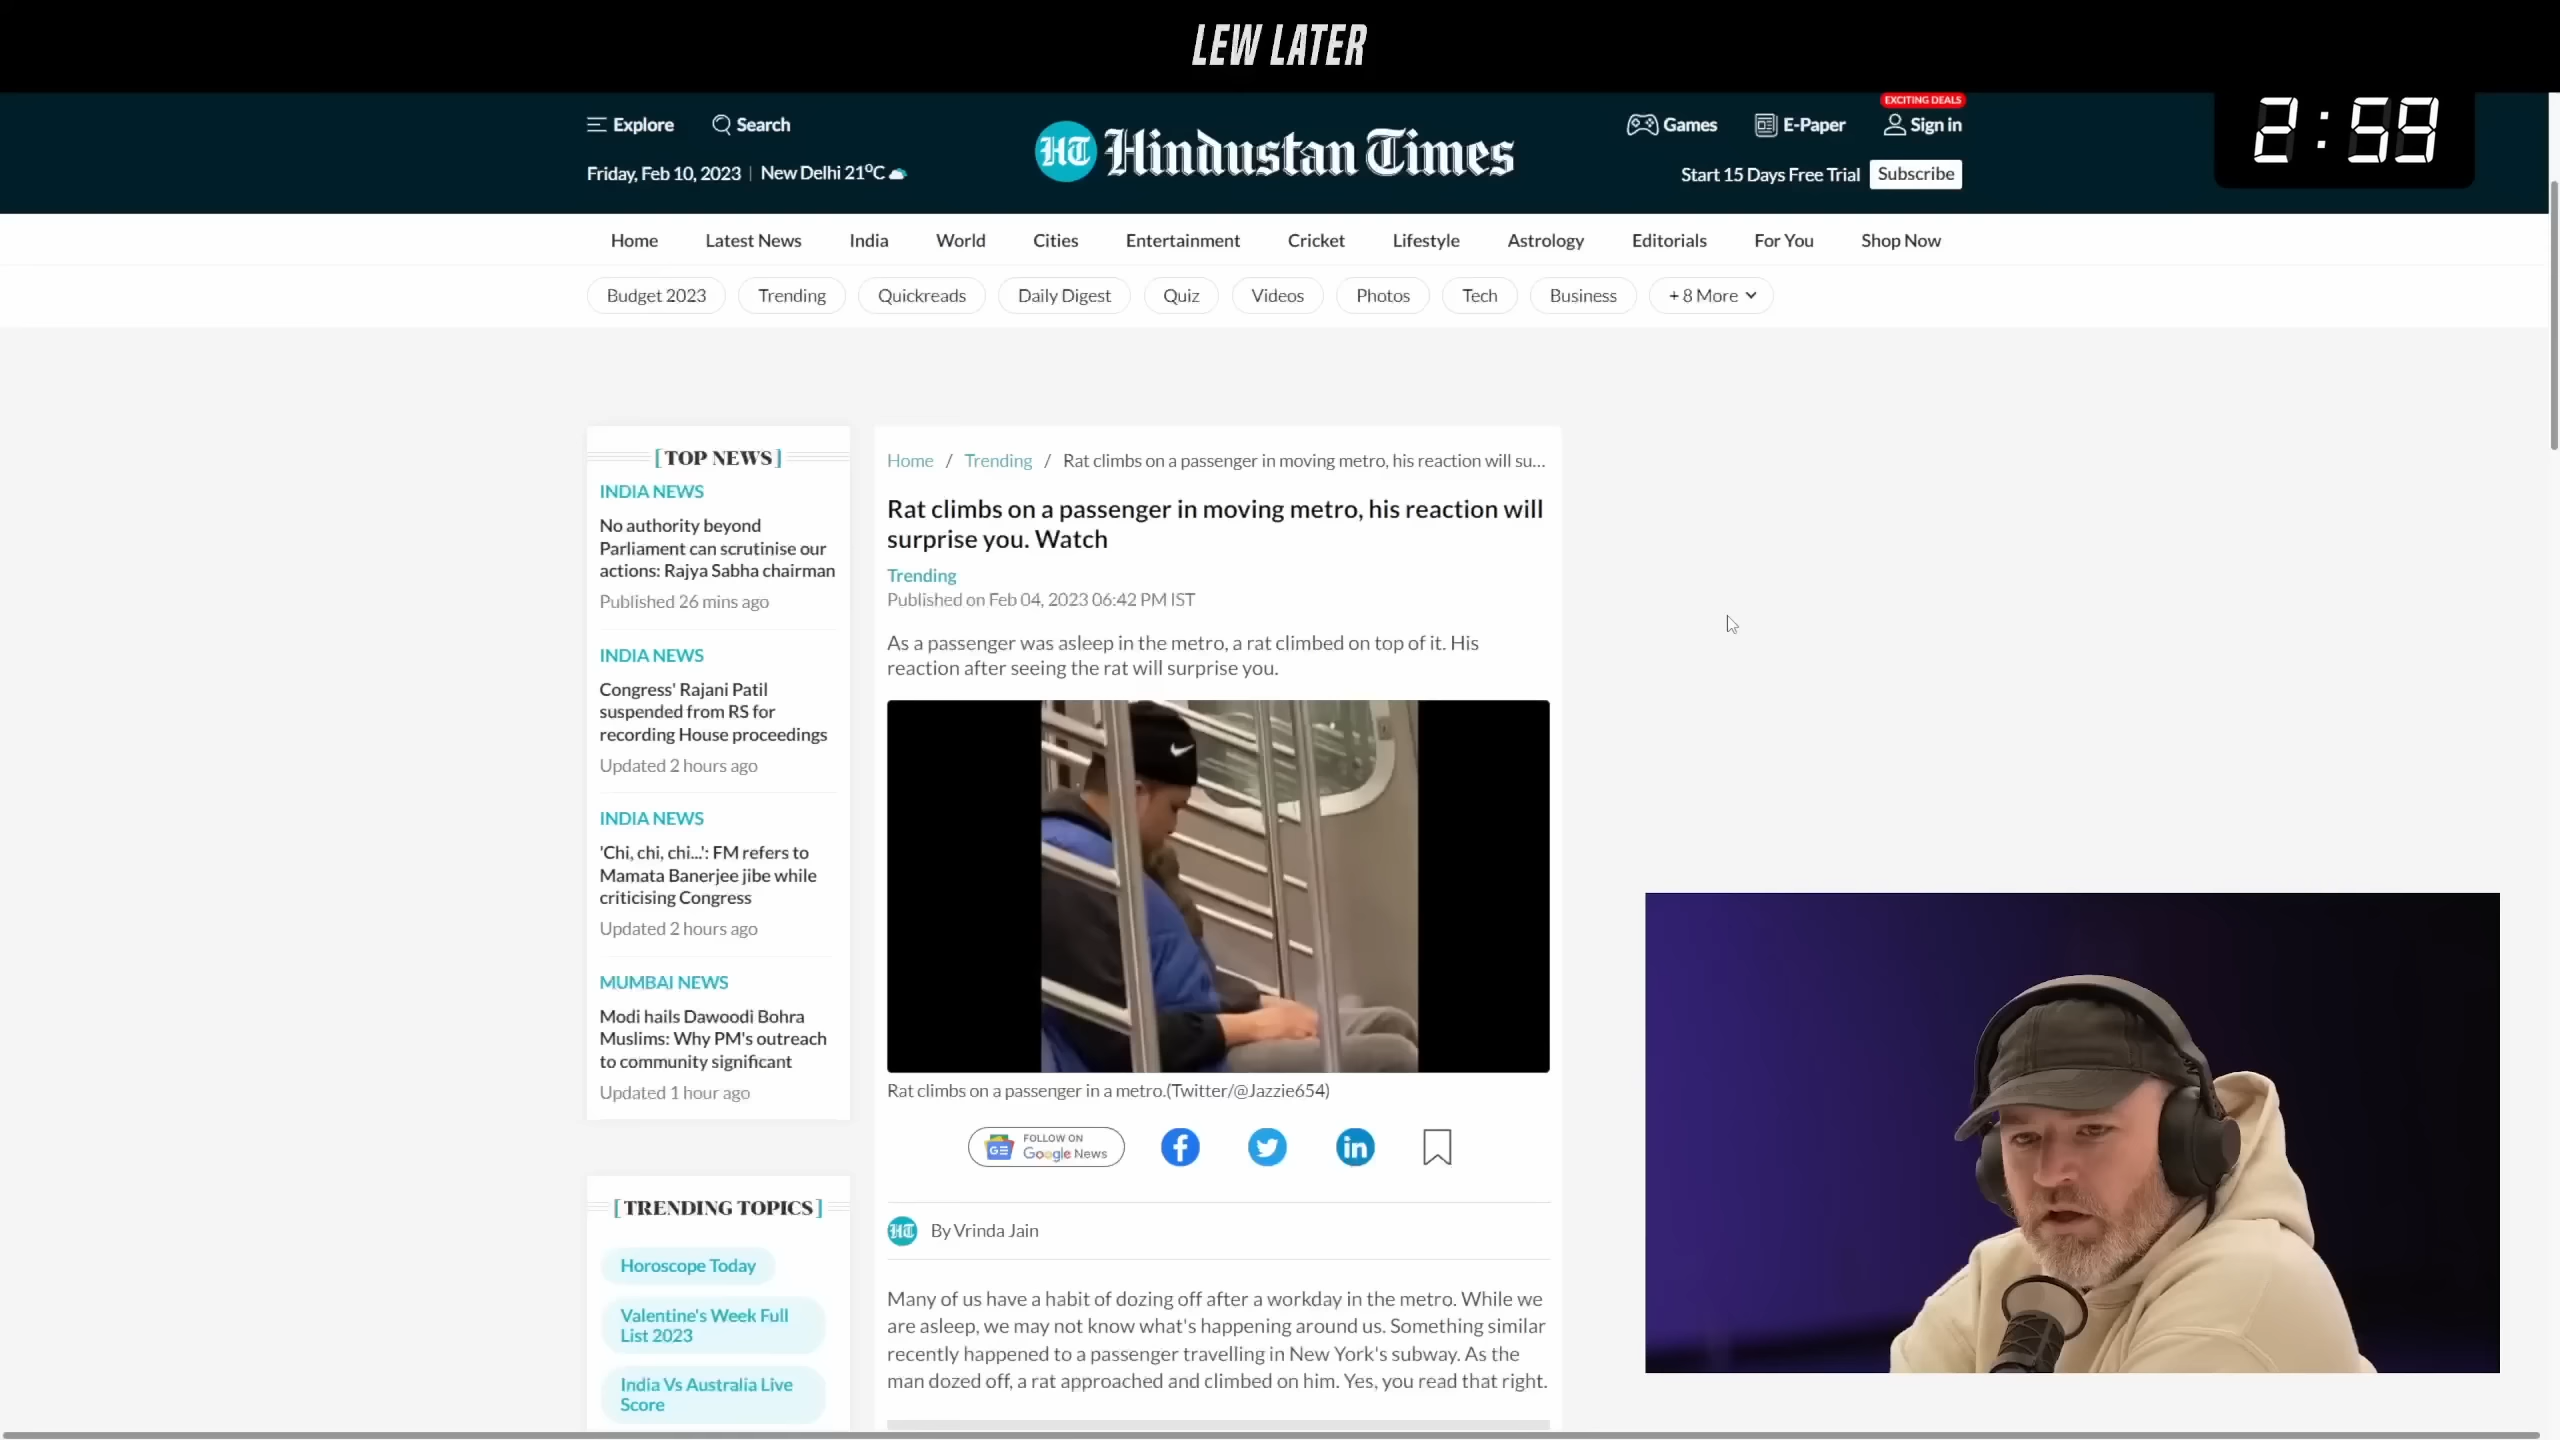 LEW LATER
Explore
Search
Friday, Feb 10, 2023 | New Delhi 21°C
HT Hindustan Times
Games
E-Paper
EXCITING DEALS
Sign in
Start 15 Days Free Trial
Subscribe
2:59
Home
Latest News
India
World
Cities
Entertainment
Cricket
Lifestyle
Astrology
Editorials
For You
Shop Now
Budget 2023
Trending
Quickreads
Daily Digest
Quiz
Videos
Photos
Tech
Business
+ 8 More
[TOP NEWS]
INDIA NEWS
No authority beyond
Parliament can scrutinise our
actions: Rajya Sabha chairman
Published 26 mins ago
INDIA NEWS
Congress' Rajani Patil
suspended from RS for
recording House proceedings
Updated 2 hours ago
INDIA NEWS
'Chi, chi, chi...': FM refers to
Mamata Banerjee jibe while
criticising Congress
Updated 2 hours ago
MUMBAI NEWS
Modi hails Dawoodi Bohra
Muslims: Why PM's outreach
to community significant
Updated 1 hour ago
[TRENDING TOPICS]
Horoscope Today
Valentine's Week Full
List 2023
India Vs Australia Live
Score
Home / Trending / Rat climbs on a passenger in moving metro, his reaction will su...
Rat climbs on a passenger in moving metro, his reaction will
surprise you. Watch
Trending
Published on Feb 04, 2023 06:42 PM IST
As a passenger was asleep in the metro, a rat climbed on top of it. His
reaction after seeing the rat will surprise you.
Rat climbs on a passenger in a metro.(Twitter/@Jazzie654)
GE
FOLLOW ON
Google News
f
in
HT
By Vrinda Jain
Many of us have a habit of dozing off after a workday in the metro. While we
are asleep, we may not know what's happening around us. Something similar
recently happened to a passenger travelling in New York's subway. As the
man dozed off, a rat approached and climbed on him. Yes, you read that right.